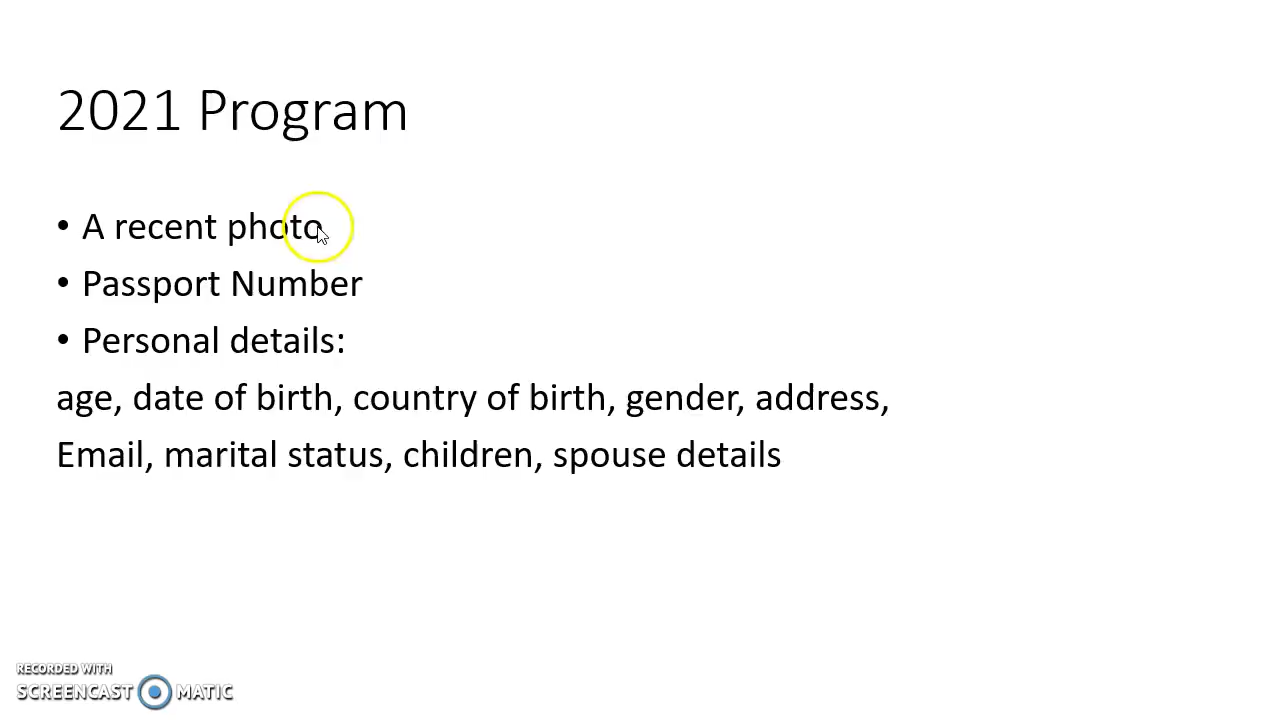 2021 Program
• A recent photo
• Passport Number
• Personal details:
age, date of birth, country of birth, gender, address,
Email, marital status, children, spouse details
RECORDED WITH
SCREENCAST MATIC